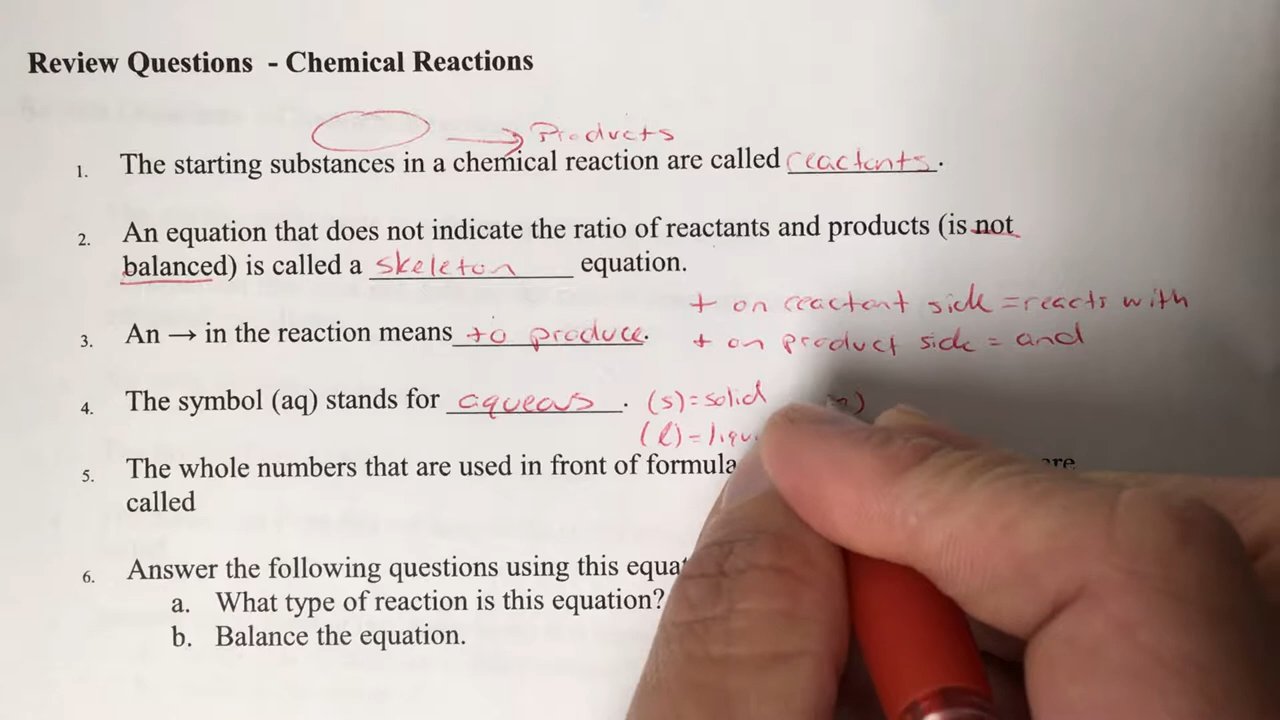 Review Questions - Chemical Reactions
→ Products
1. The starting substances in a chemical reaction are called reactants.
2. An equation that does not indicate the ratio of reactants and products (is not
balanced) is called a skeleton equation.
+ on reactant side = reacts with
3. An → in the reaction means to produce.
+ on product side = and
4. The symbol (aq) stands for aqueous. (s)=solid
(l)=liqu
5. The whole numbers that are used in front of formula
called
6. Answer the following questions using this equat
a. What type of reaction is this equation?
b. Balance the equation.